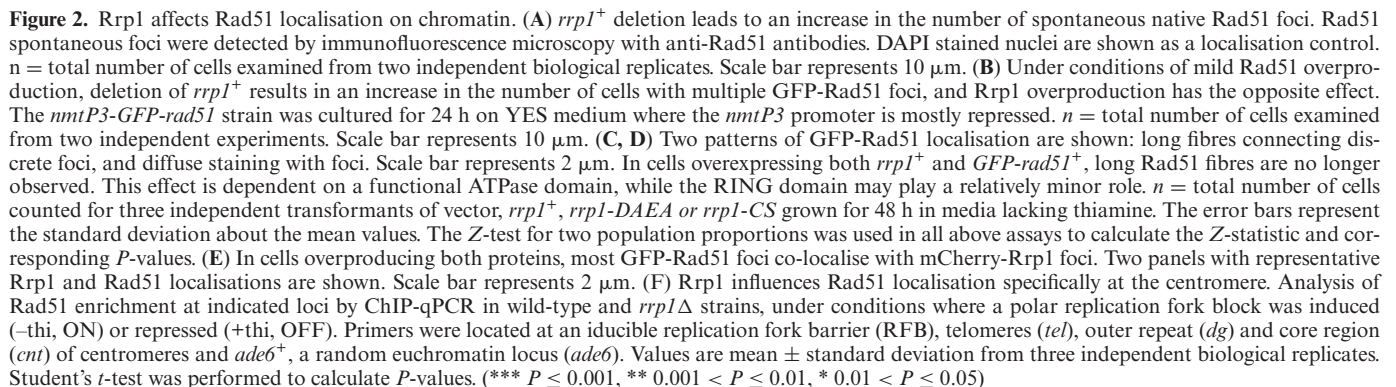 Figure 2. Rrp1 affects Rad51 localisation on chromatin. (A) rrp1+ deletion leads to an increase in the number of spontaneous native Rad51 foci. Rad51
spontaneous foci were detected by immunofluorescence microscopy with anti-Rad51 antibodies. DAPI stained nuclei are shown as a localisation control.
n = total number of cells examined from two independent biological replicates. Scale bar represents 10 μm. (B) Under conditions of mild Rad51 overpro-
duction, deletion of rrp1+ results in an increase in the number of cells with multiple GFP-Rad51 foci, and Rrp1 overproduction has the opposite effect.
The nmtP3-GFP-rad51 strain was cultured for 24 h on YES medium where the nmtP3 promoter is mostly repressed. n = total number of cells examined
from two independent experiments. Scale bar represents 10 μm. (C, D) Two patterns of GFP-Rad51 localisation are shown: long fibres connecting dis-
crete foci, and diffuse staining with foci. Scale bar represents 2 μm. In cells overexpressing both rrp1+ and GFP-rad51+, long Rad51 fibres are no longer
observed. This effect is dependent on a functional ATPase domain, while the RING domain may play a relatively minor role. n = total number of cells
counted for three independent transformants of vector, rrp1+, rrp1-DAEA or rrp1-CS grown for 48 h in media lacking thiamine. The error bars represent
the standard deviation about the mean values. The Z-test for two population proportions was used in all above assays to calculate the Z-statistic and cor-
responding P-values. (E) In cells overproducing both proteins, most GFP-Rad51 foci co-localise with mCherry-Rrp1 foci. Two panels with representative
Rrp1 and Rad51 localisations are shown. Scale bar represents 2 μm. (F) Rrp1 influences Rad51 localisation specifically at the centromere. Analysis of
Rad51 enrichment at indicated loci by ChIP-qPCR in wild-type and rrp1Δ strains, under conditions where a polar replication fork block was induced
(–thi, ON) or repressed (+thi, OFF). Primers were located at an iducible replication fork barrier (RFB), telomeres (tel), outer repeat (dg) and core region
(cnt) of centromeres and ade6+, a random euchromatin locus (ade6). Values are mean ± standard deviation from three independent biological replicates.
Student's t-test was performed to calculate P-values. (*** P ≤ 0.001, ** 0.001 < P ≤ 0.01, * 0.01 < P ≤ 0.05)